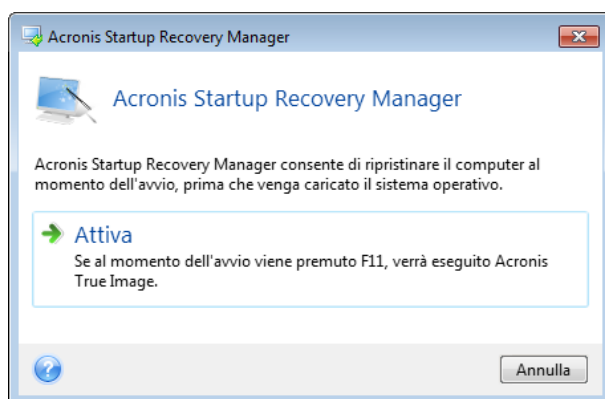 Acronis Startup Recovery Manager
Acronis Startup Recovery Manager
Acronis Startup Recovery Manager consente di ripristinare il computer al
momento dell'avvio, prima che venga caricato il sistema operativo.
Attiva
Se al momento dell'avvio viene premuto F11, verrà eseguito Acronis
True Image.
Annulla